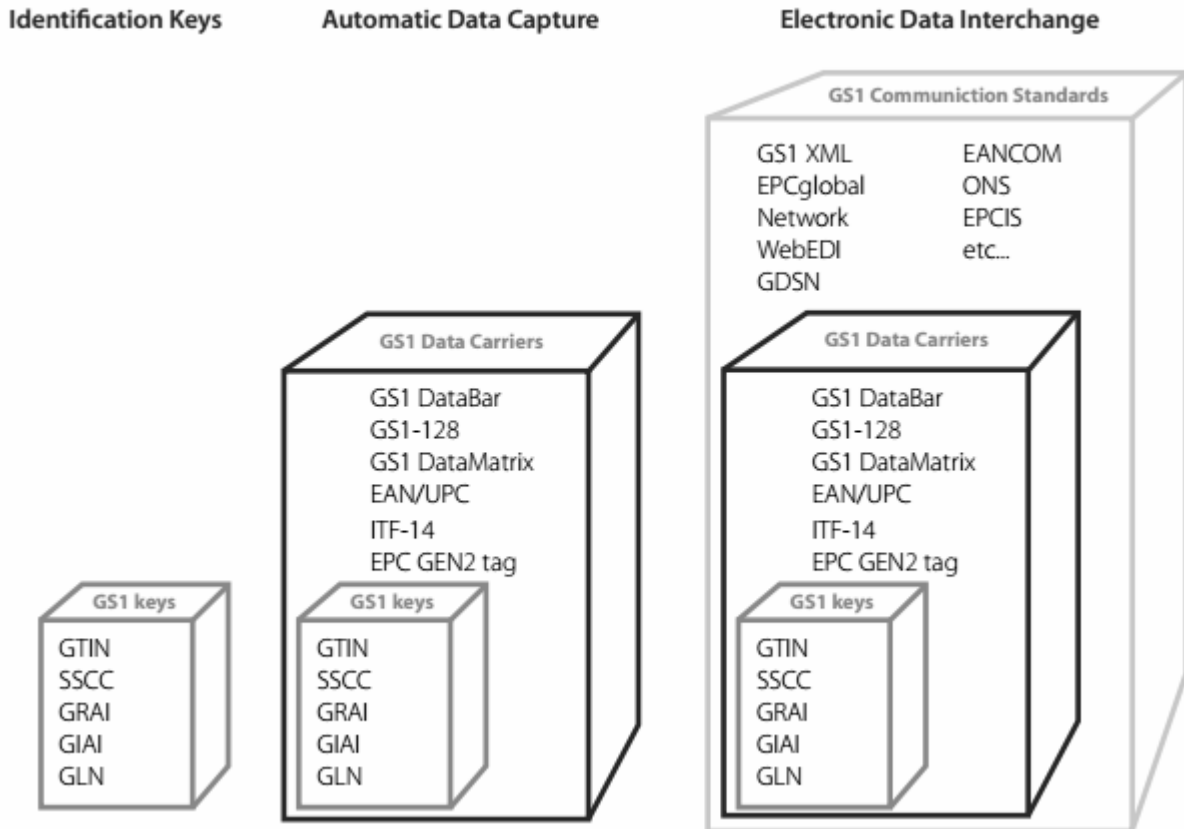 Identification Keys
Automatic Data Capture
Electronic Data Interchange
GS1 keys
GTIN
SSCC
GRAI
GIAI
GLN
GS1 Data Carriers
GS1 DataBar
GS1-128
GS1 DataMatrix
EAN/UPC
ITF-14
EPC GEN2 tag
GS1 keys
GTIN
SSCC
GRAI
GIAI
GLN
GS1 Communiction Standards
GS1 XML
EPCglobal
Network
WebEDI
GDSN
EANCOM
ONS
EPCIS
etc...
GS1 Data Carriers
GS1 DataBar
GS1-128
GS1 DataMatrix
EAN/UPC
ITF-14
EPC GEN2 tag
GS1 keys
GTIN
SSCC
GRAI
GIAI
GLN